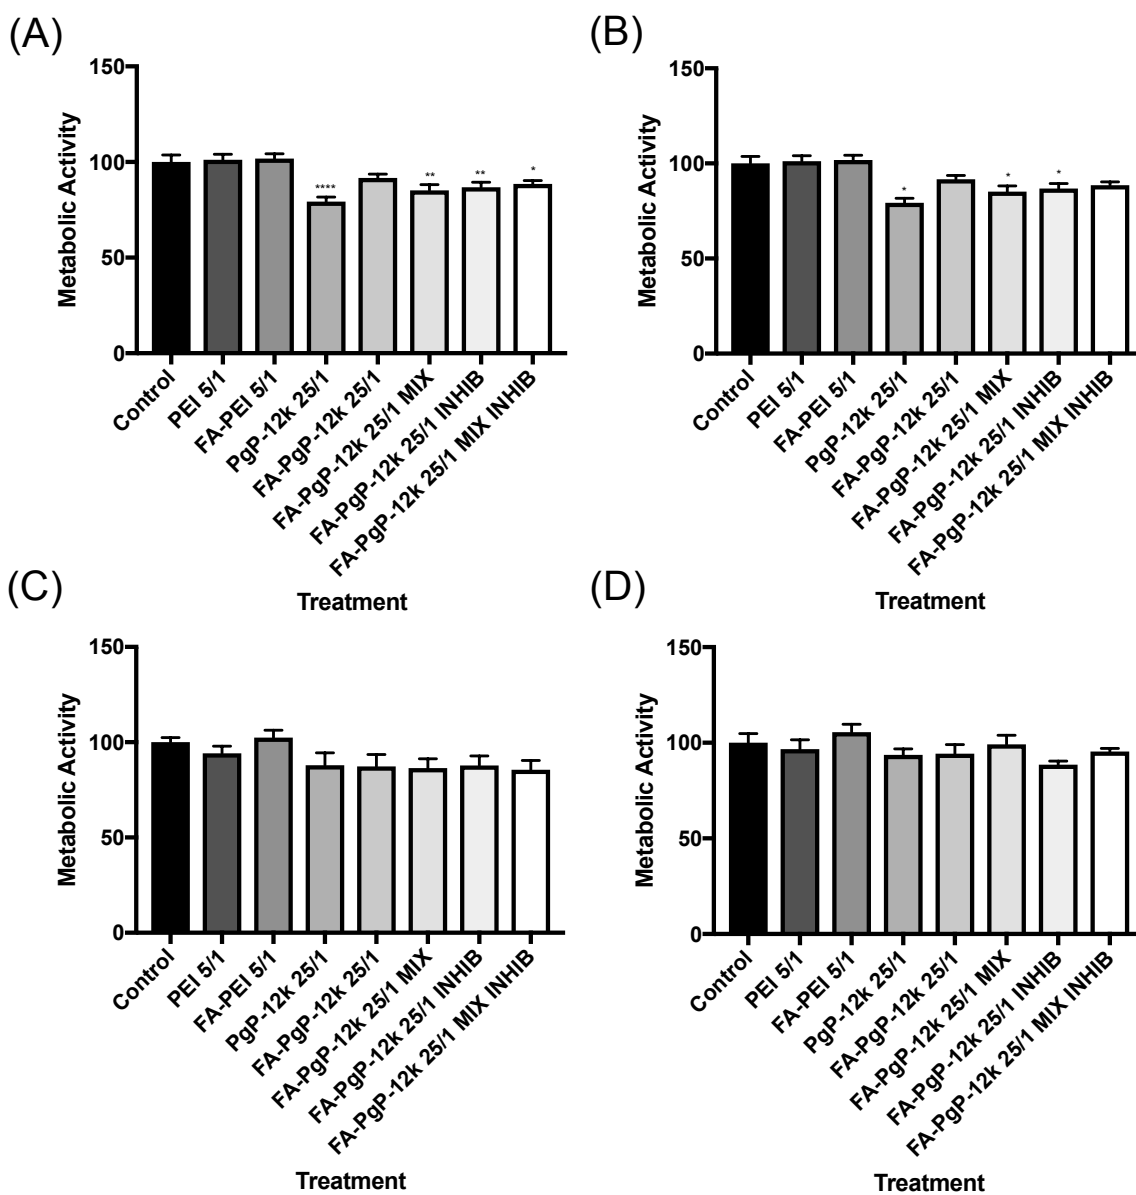 (A)
150
100
50
0
Metabolic Activity
****
**
**
*
Control
PEI 5/1
FA-PEI 5/1
PgP-12k 25/1
FA-PgP-12k 25/1
FA-PgP-12k 25/1 MIX
FA-PgP-12k 25/1 INHIB
FA-PgP-12k 25/1 MIX INHIB
Treatment
(B)
150
100
50
0
Metabolic Activity
*
*
*
Control
PEI 5/1
FA-PEI 5/1
PgP-12k 25/1
FA-PgP-12k 25/1
FA-PgP-12k 25/1 MIX
FA-PgP-12k 25/1 INHIB
FA-PgP-12k 25/1 MIX INHIB
Treatment
(C)
150
100
50
0
Metabolic Activity
Control
PEI 5/1
FA-PEI 5/1
PgP-12k 25/1
FA-PgP-12k 25/1
FA-PgP-12k 25/1 MIX
FA-PgP-12k 25/1 INHIB
FA-PgP-12k 25/1 MIX INHIB
Treatment
(D)
150
100
50
0
Metabolic Activity
Control
PEI 5/1
FA-PEI 5/1
PgP-12k 25/1
FA-PgP-12k 25/1
FA-PgP-12k 25/1 MIX
FA-PgP-12k 25/1 INHIB
FA-PgP-12k 25/1 MIX INHIB
Treatment